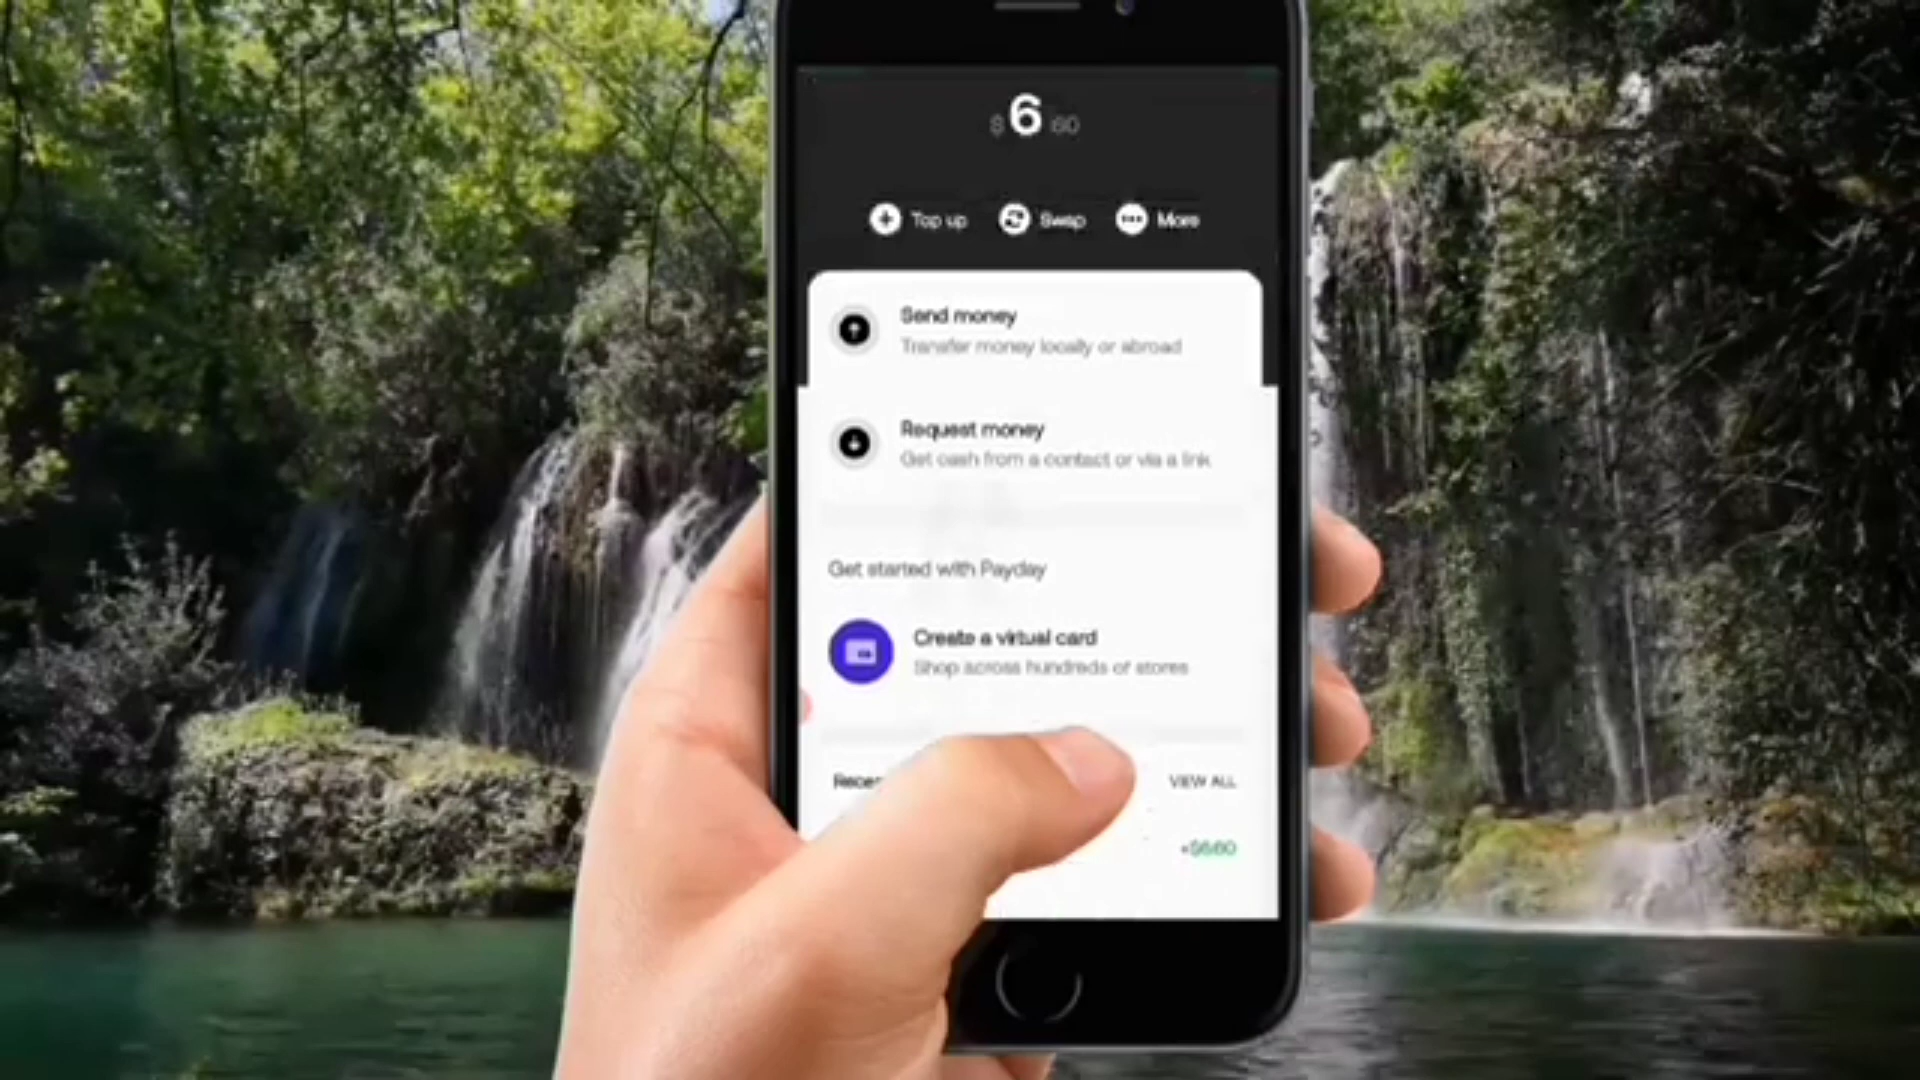 $6.60
Top up Swap More
Send money
Transfer money locally or abroad
Request money
Get cash from a contact or via a link
Get started with Payday
Create a virtual card
Shop across hundreds of stores
VIEW ALL
+$6.60